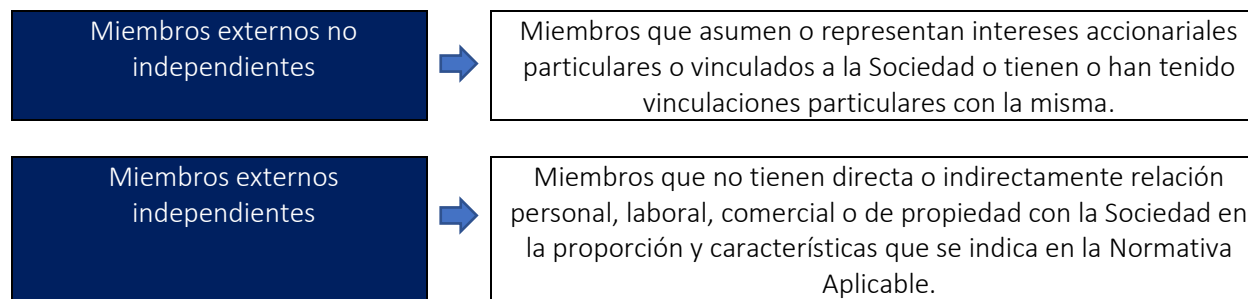 Miembros externos no
independientes
Miembros que asumen o representan intereses accionariales
particulares o vinculados a la Sociedad o tienen o han tenido
vinculaciones particulares con la misma.
Miembros externos
independientes
Miembros que no tienen directa o indirectamente relación
personal, laboral, comercial o de propiedad con la Sociedad en
la proporción y características que se indica en la Normativa
Aplicable.